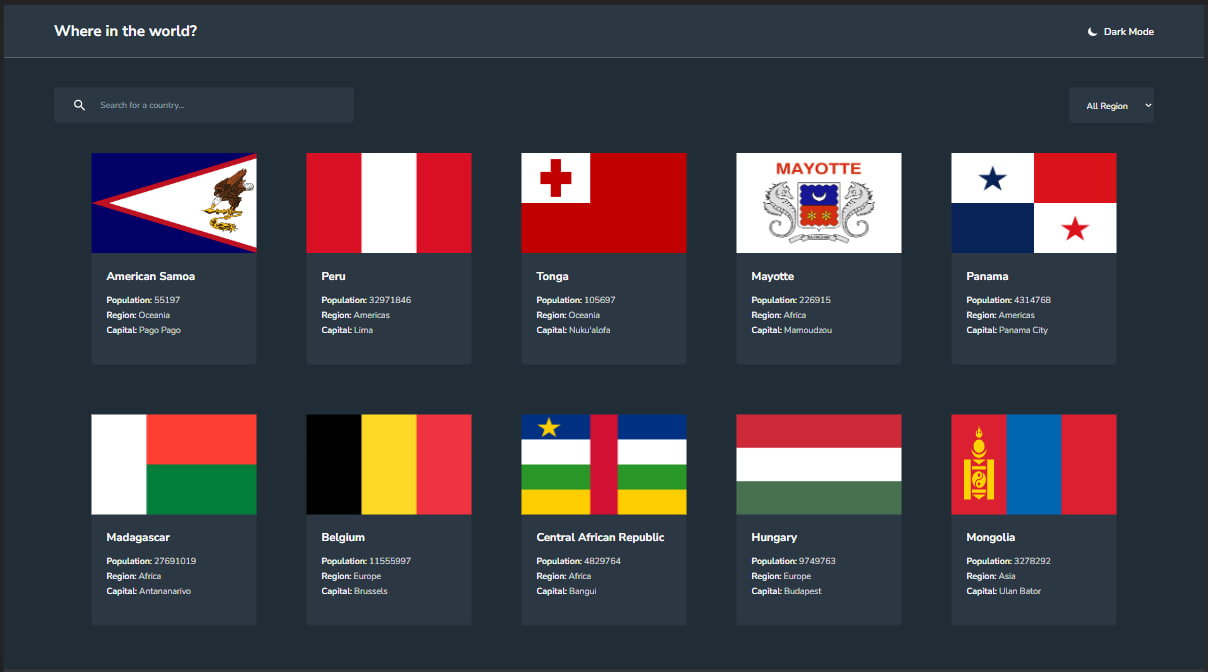 Where in the world?
Dark Mode
Search for a country...
All Region
MAYOTTE
American Samoa
Population: 55197
Region: Oceania
Capital: Pago Pago
Peru
Population: 32971846
Region: Americas
Capital: Lima
Tonga
Population: 105697
Region: Oceania
Capital: Nuku'alofa
Mayotte
Population: 226915
Region: Africa
Capital: Mamoudzou
Panama
Population: 4314768
Region: Americas
Capital: Panama City
Madagascar
Population: 27691019
Region: Africa
Capital: Antananarivo
Belgium
Population: 11555997
Region: Europe
Capital: Brussels
Central African Republic
Population: 4829764
Region: Africa
Capital: Bangui
Hungary
Population: 9749763
Region: Europe
Capital: Budapest
Mongolia
Population: 3278292
Region: Asia
Capital: Ulan Bator